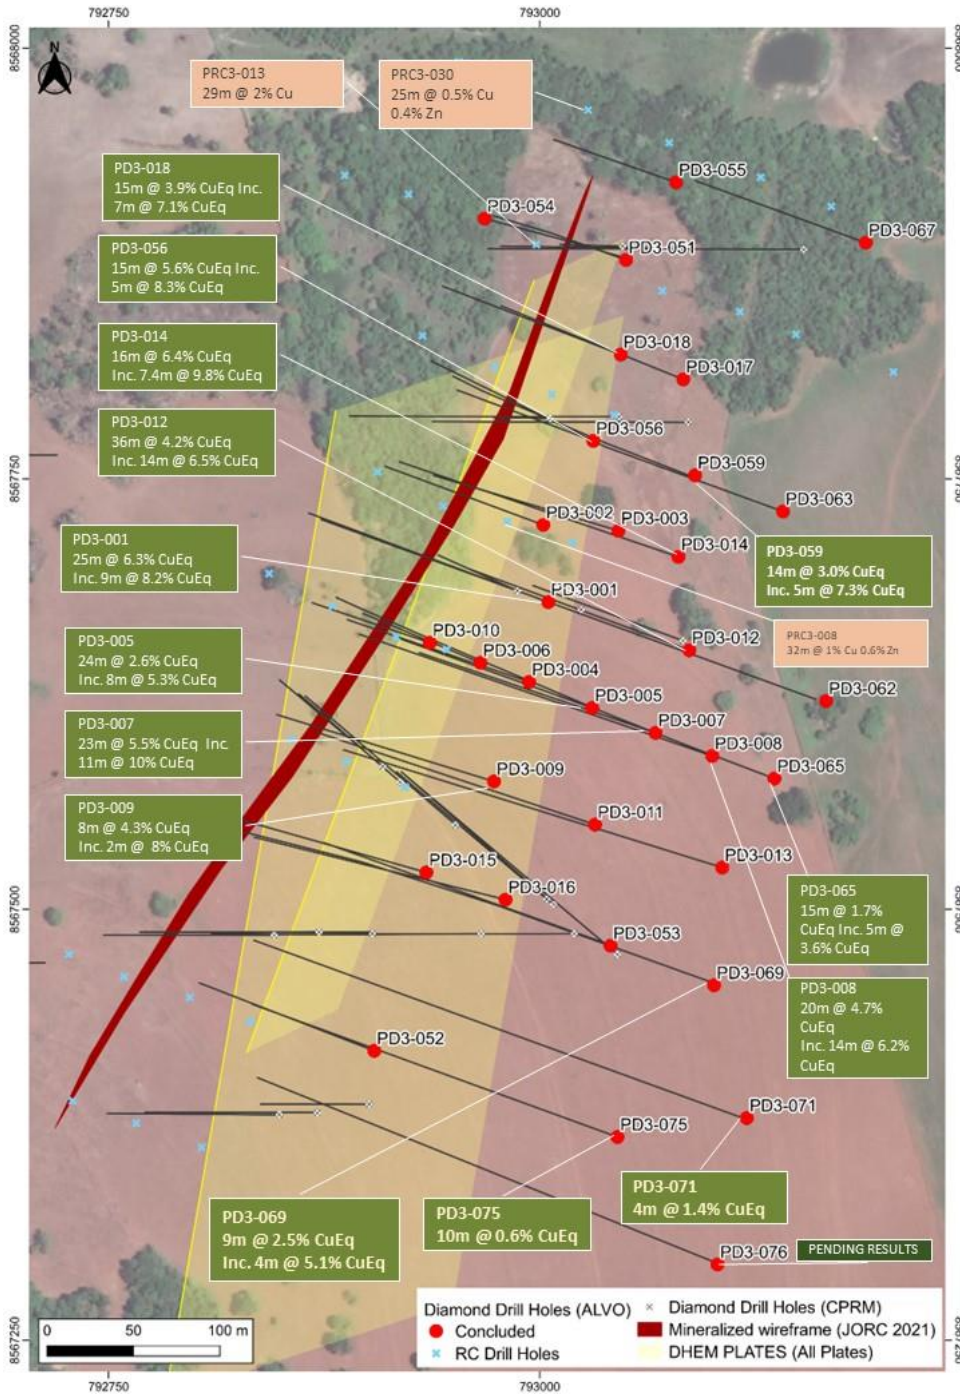 792750
793000
8568000
N
PRC3-013
29m @ 2% Cu
PRC3-030
25m @ 0.5% Cu
0.4% Zn
PD3-018
15m @ 3.9% CuEq Inc.
7m @ 7.1% CuEq
PD3-055
PD3-054
PD3-067
PD3-051
PD3-056
15m @ 5.6% CuEq Inc.
5m @ 8.3% CuEq
PD3-014
16m @ 6.4% CuEq
Inc. 7.4m @ 9.8% CuEq
PD3-018
PD3-017
PD3-012
36m @ 4.2% CuEq
Inc. 14m @ 6.5% CuEq
PD3-056
PD3-059
8567750
PD3-063
PD3-002
PD3-003
PD3-014
PD3-001
25m @ 6.3% CuEq
Inc. 9m @ 8.2% CuEq
PD3-059
14m @ 3.0% CuEq
Inc. 5m @ 7.3% CuEq
PD3-001
PD3-010
PD3-006
PD3-004
PD3-012
PRC3-008
32m @ 1% Cu 0.6% Zn
PD3-005
24m @ 2.6% CuEq
Inc. 8m @ 5.3% CuEq
PD3-062
PD3-005
PD3-007
PD3-007
23m @ 5.5% CuEq Inc.
11m @ 10% CuEq
PD3-008
PD3-065
PD3-009
PD3-009
8m @ 4.3% CuEq
Inc. 2m @ 8% CuEq
PD3-011
PD3-013
PD3-015
PD3-016
PD3-065
15m @ 1.7%
CuEq Inc. 5m @
3.6% CuEq
8567500
PD3-053
PD3-069
PD3-008
20m @ 4.7%
CuEq
Inc. 14m @ 6.2%
CuEq
PD3-052
PD3-071
PD3-075
PD3-071
4m @ 1.4% CuEq
PD3-069
9m @ 2.5% CuEq
Inc. 4m @ 5.1% CuEq
PD3-075
10m @ 0.6% CuEq
PD3-076
PENDING RESULTS
Diamond Drill Holes (ALVO)
Concluded
RC Drill Holes
Diamond Drill Holes (CPRM)
Mineralized wireframe (JORC 2021)
DHEM PLATES (All Plates)
0 50 100 m
8567250
792750
793000